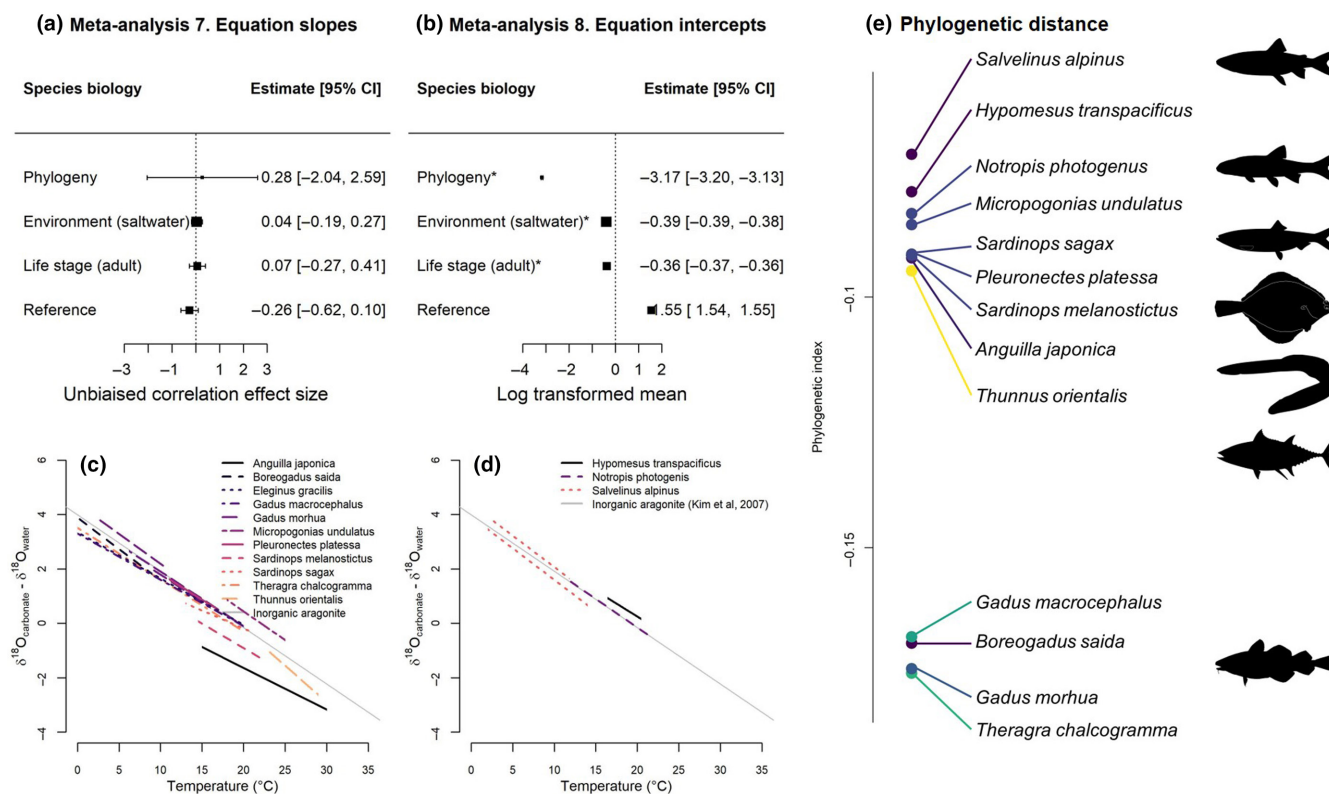 (a) Meta-analysis 7. Equation slopes
Species biology Estimate [95% CI]
Phylogeny 0.28 [−2.04, 2.59]
Environment (saltwater) 0.04 [−0.19, 0.27]
Life stage (adult) 0.07 [−0.27, 0.41]
Reference −0.26 [−0.62, 0.10]
−3 −1 0 1 2 3
Unbiaised correlation effect size
(b) Meta-analysis 8. Equation intercepts
Species biology Estimate [95% CI]
Phylogeny* −3.17 [−3.20, −3.13]
Environment (saltwater)* −0.39 [−0.39, −0.38]
Life stage (adult)* −0.36 [−0.37, −0.36]
Reference 1.55 [ 1.54, 1.55]
−4 −2 0 1 2
Log transformed mean
(c)
6
4
2
0
−2
−4
δ18Ocarbonate - δ18Owater
Anguilla japonica
Boreogadus saida
Eleginus gracilis
Gadus macrocephalus
Gadus morhua
Micropogonias undulatus
Pleuronectes platessa
Sardinops melanostictus
Sardinops sagax
Theragra chalcogramma
Thunnus orientalis
Inorganic aragonite
0 5 10 15 20 25 30 35
Temperature (°C)
(d)
6
4
2
0
−2
−4
δ18Ocarbonate - δ18Owater
Hypomesus transpacificus
Notropis photogenis
Salvelinus alpinus
Inorganic aragonite (Kim et al, 2007)
0 5 10 15 20 25 30 35
Temperature (°C)
(e) Phylogenetic distance
Phylogenetic index
−0.1
−0.15
Salvelinus alpinus
Hypomesus transpacificus
Notropis photogenus
Micropogonias undulatus
Sardinops sagax
Pleuronectes platessa
Sardinops melanostictus
Anguilla japonica
Thunnus orientalis
Gadus macrocephalus
Boreogadus saida
Gadus morhua
Theragra chalcogramma